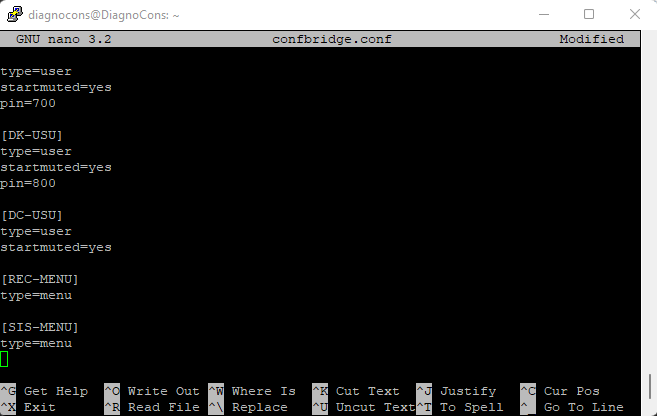 diagnocons@DiagnoCons: ~
GNU nano 3.2 confbridge.conf Modified
type=user
startmuted=yes
pin=700
[DK-USU]
type=user
startmuted=yes
pin=800
[DC-USU]
type=user
startmuted=yes
[REC-MENU]
type=menu
[SIS-MENU]
type=menu
^G Get Help ^O Write Out ^W Where Is ^K Cut Text ^J Justify ^C Cur Pos
^X Exit ^R Read File ^\ Replace ^U Uncut Text ^T To Spell ^_ Go To Line